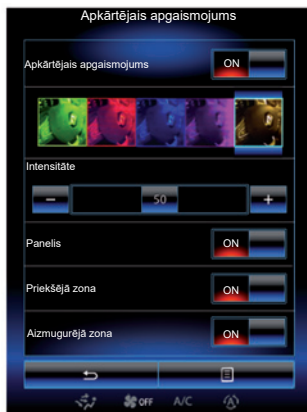 Apkārtējais apgaismojums
Apkārtējais apgaismojums ON
Intensitāte
− 50 +
Panelis ON
Priekšējā zona ON
Aizmugurējā zona ON
OFF A/C A